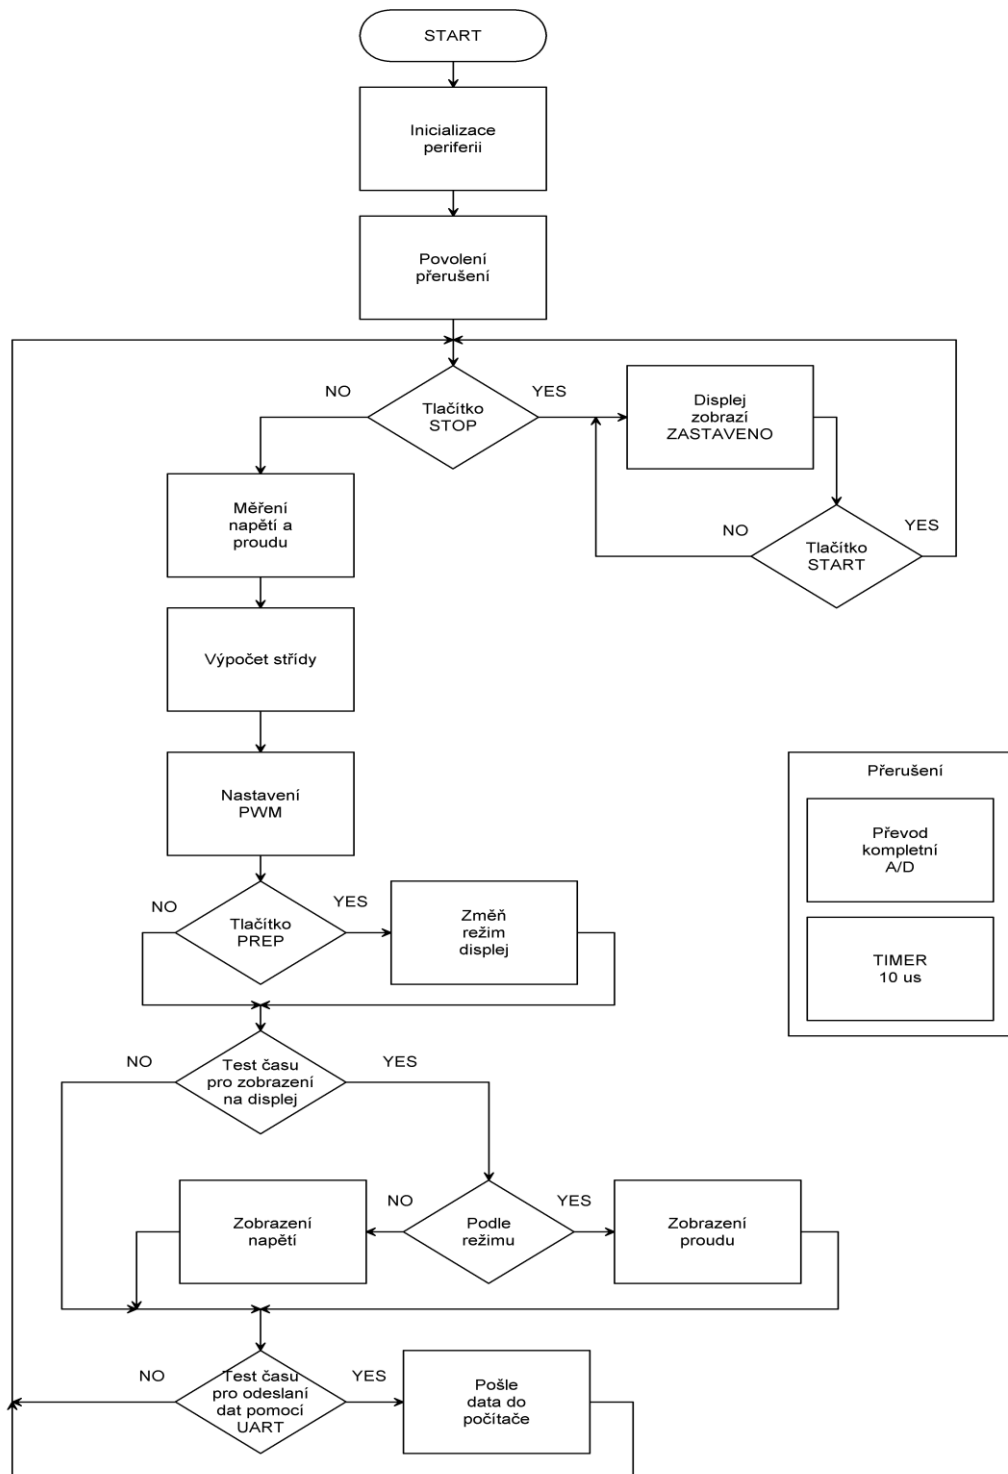 START
Inicializace
periferii
Povolení
přerušení
NO
YES
Tlačítko
STOP
Displej
zobrazí
ZASTAVENO
NO
YES
Tlačítko
START
Měření
napětí a
proudu
Výpočet střídy
Nastavení
PWM
Přerušení
Převod
kompletní
A/D
TIMER
10 us
NO
YES
Tlačítko
PREP
Změň
režim
displej
NO
YES
Test času
pro zobrazení
na displej
NO
YES
Zobrazení
napětí
Podle
režimu
Zobrazení
proudu
NO
YES
Test času
pro odeslaní
dat pomocí
UART
Pošle
data do
počítače